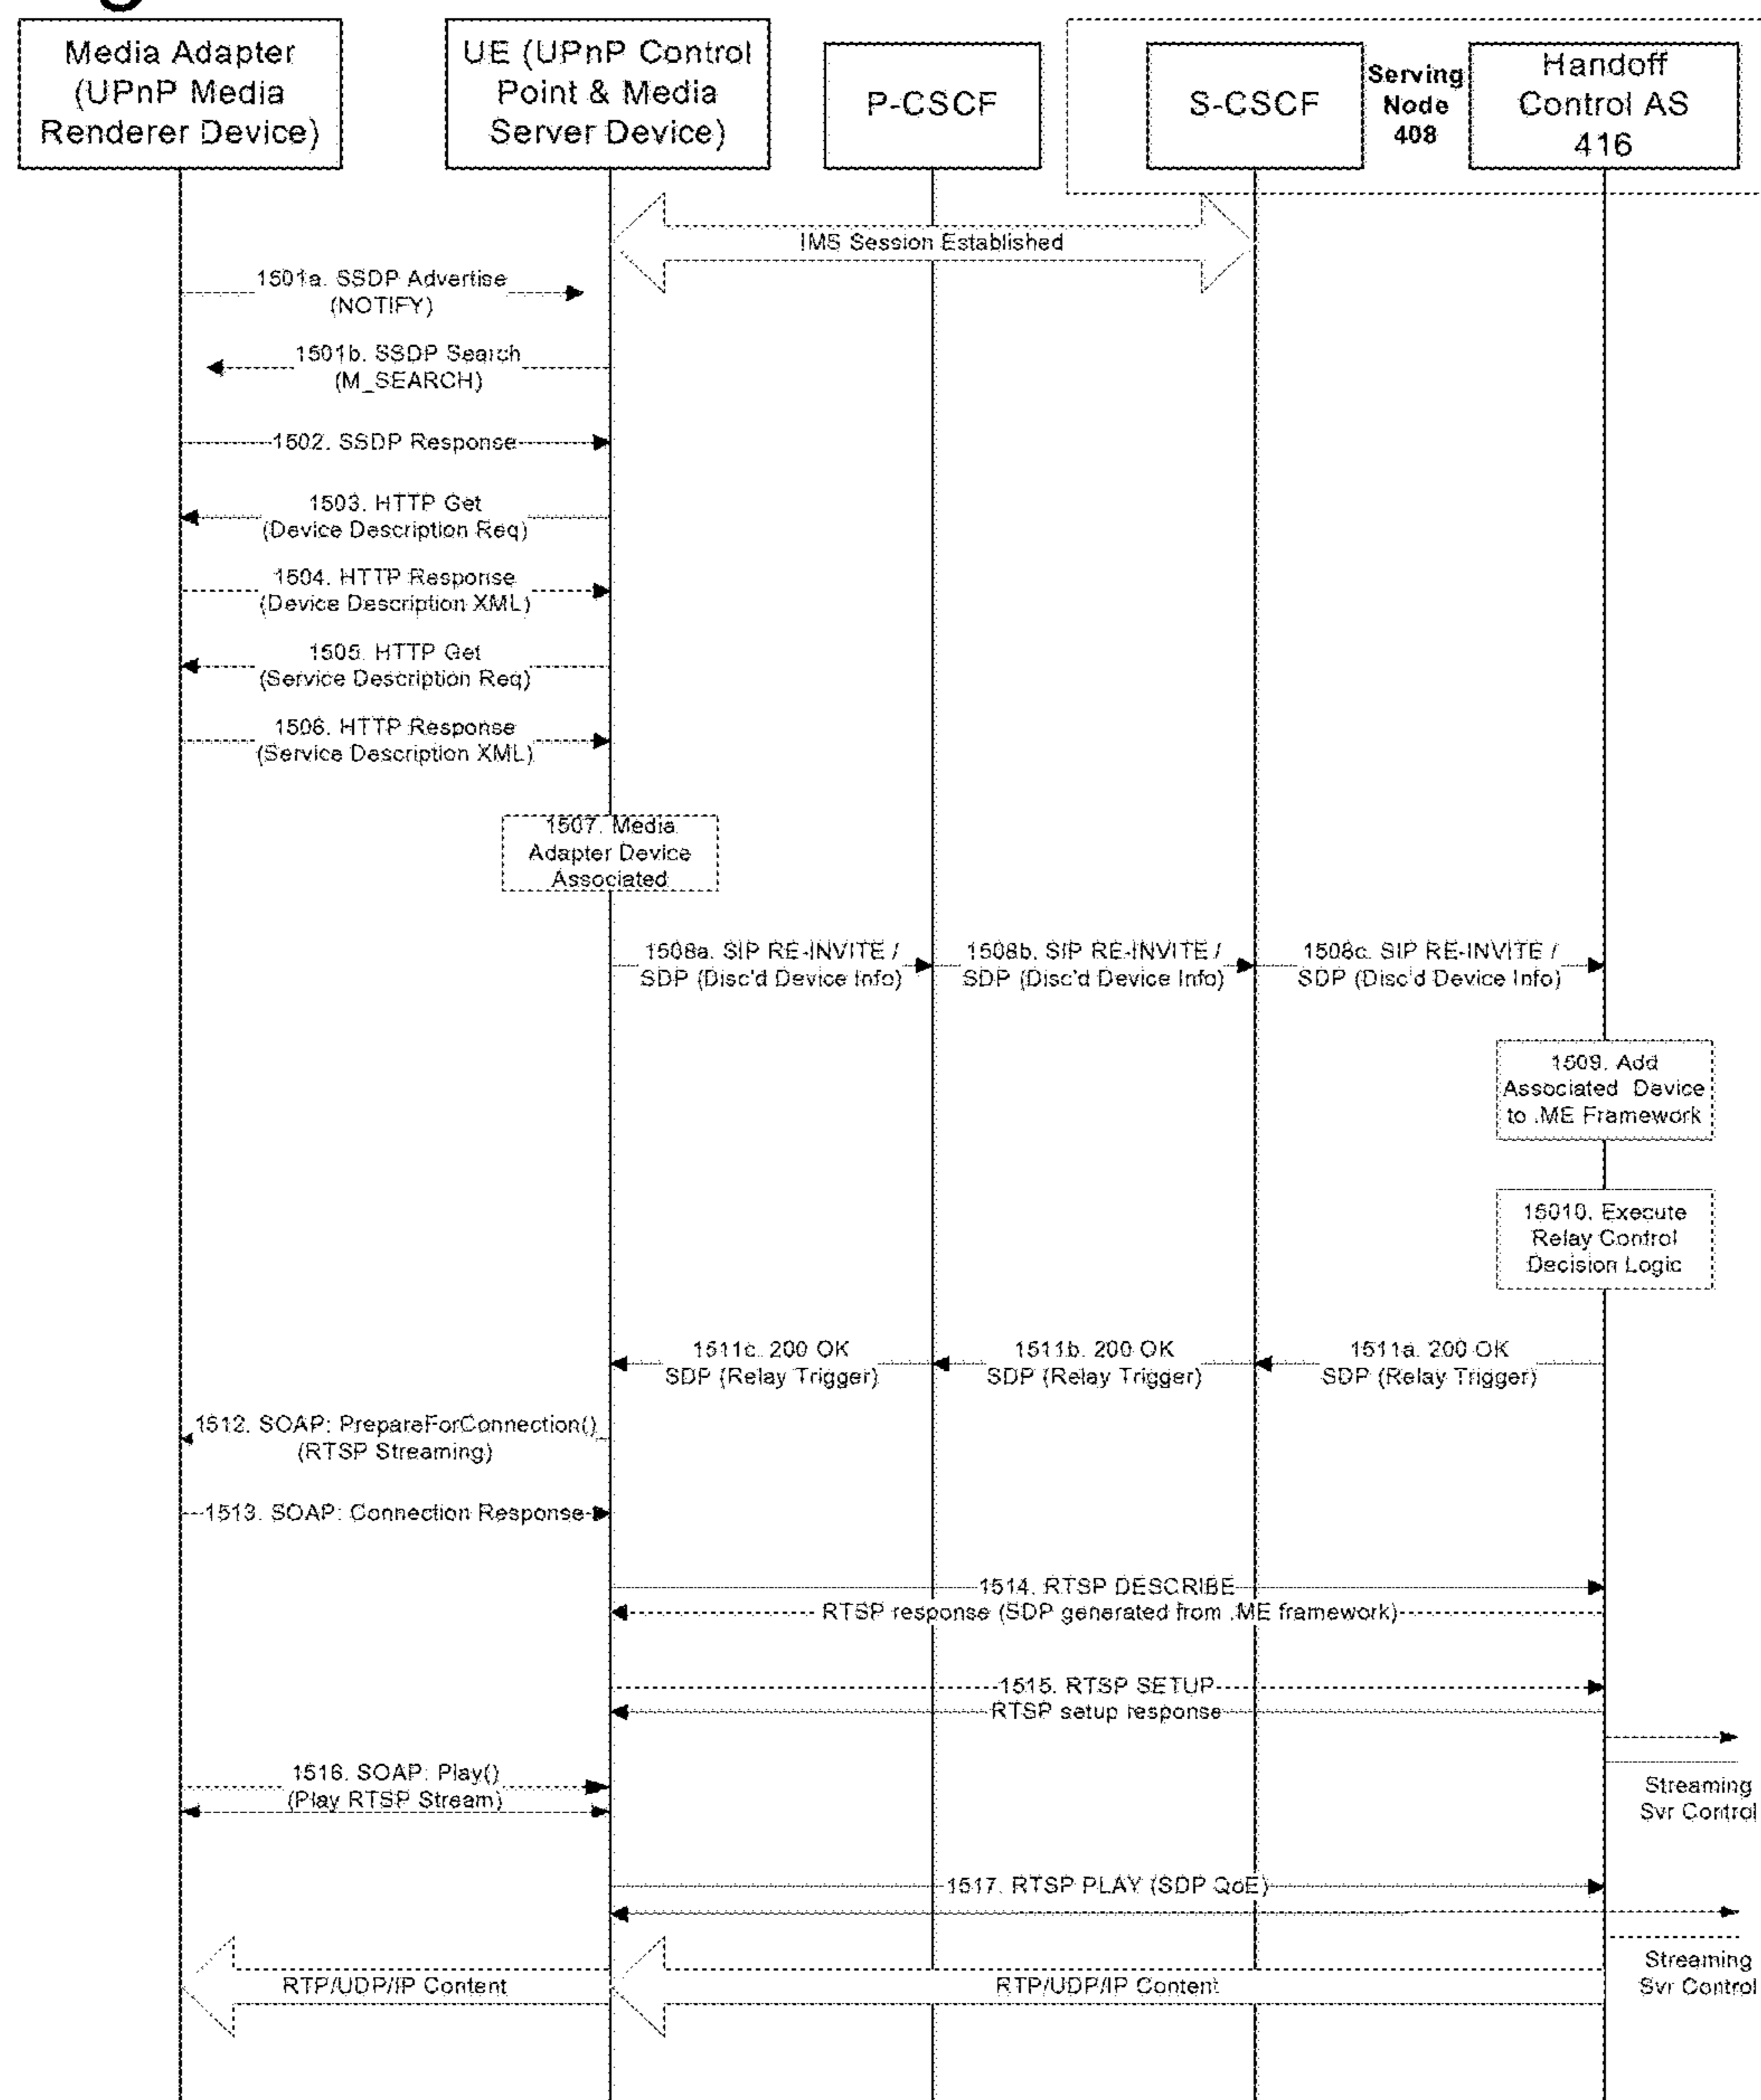 Media Adapter
(UPnP Media
Renderer Device)
UE (UPnP Control
Point & Media
Server Device)
P-CSCF
S-CSCF
Serving
Node
408
Handoff
Control AS
416
IMS Session Established
1501a. SSDP Advertise
(NOTIFY)
1501b. SSDP Search
(M_SEARCH)
1502. SSDP Response
1503. HTTP Get
(Device Description Req)
1504. HTTP Response
(Device Description XML)
1505. HTTP Get
(Service Description Req)
1506. HTTP Response
(Service Description XML)
1507. Media
Adapter Device
Associated
1508a. SIP RE-INVITE /
SDP (Disc'd Device Info)
1508b. SIP RE-INVITE /
SDP (Disc'd Device Info)
1508c. SIP RE-INVITE /
SDP (Disc'd Device Info)
1509. Add
Associated Device
to .ME Framework
15010. Execute
Relay Control
Decision Logic
1511c. 200 OK
SDP (Relay Trigger)
1511b. 200 OK
SDP (Relay Trigger)
1511a. 200 OK
SDP (Relay Trigger)
1512. SOAP: PrepareForConnection()
(RTSP Streaming)
1513. SOAP: Connection Response
1514. RTSP DESCRIBE
RTSP response (SDP generated from .ME framework)
1515. RTSP SETUP
RTSP setup response
1516. SOAP: Play()
(Play RTSP Stream)
Streaming
Svr Control
1517. RTSP PLAY (SDP QoE)
Streaming
Svr Control
RTP/UDP/IP Content
RTP/UDP/IP Content